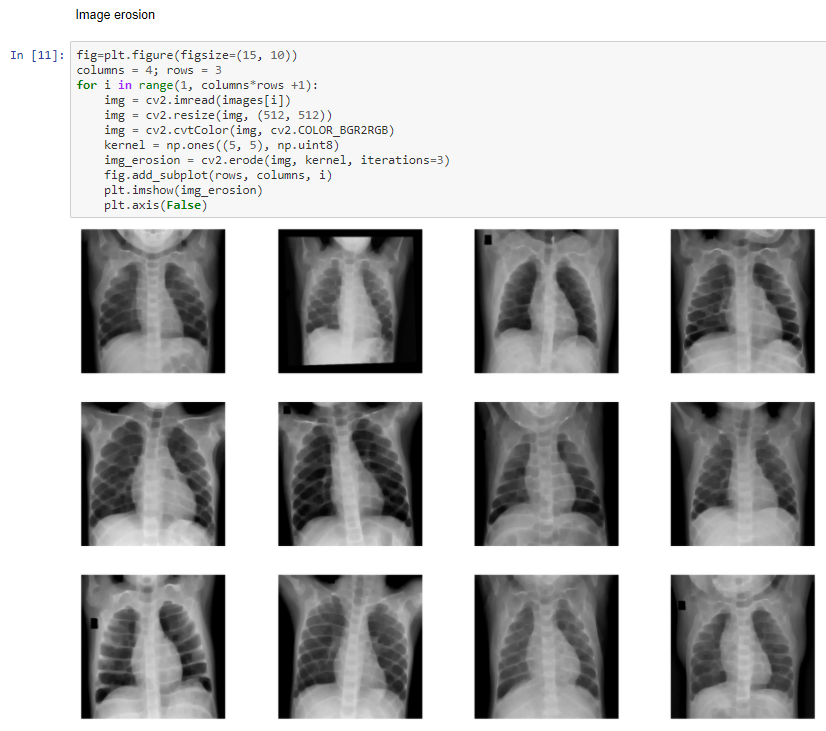 Image erosion
In [11]: fig=plt.figure(figsize=(15, 10))
columns = 4; rows = 3
for i in range(1, columns*rows +1):
    img = cv2.imread(images[i])
    img = cv2.resize(img, (512, 512))
    img = cv2.cvtColor(img, cv2.COLOR_BGR2RGB)
    kernel = np.ones((5, 5), np.uint8)
    img_erosion = cv2.erode(img, kernel, iterations=3)
    fig.add_subplot(rows, columns, i)
    plt.imshow(img_erosion)
    plt.axis(False)